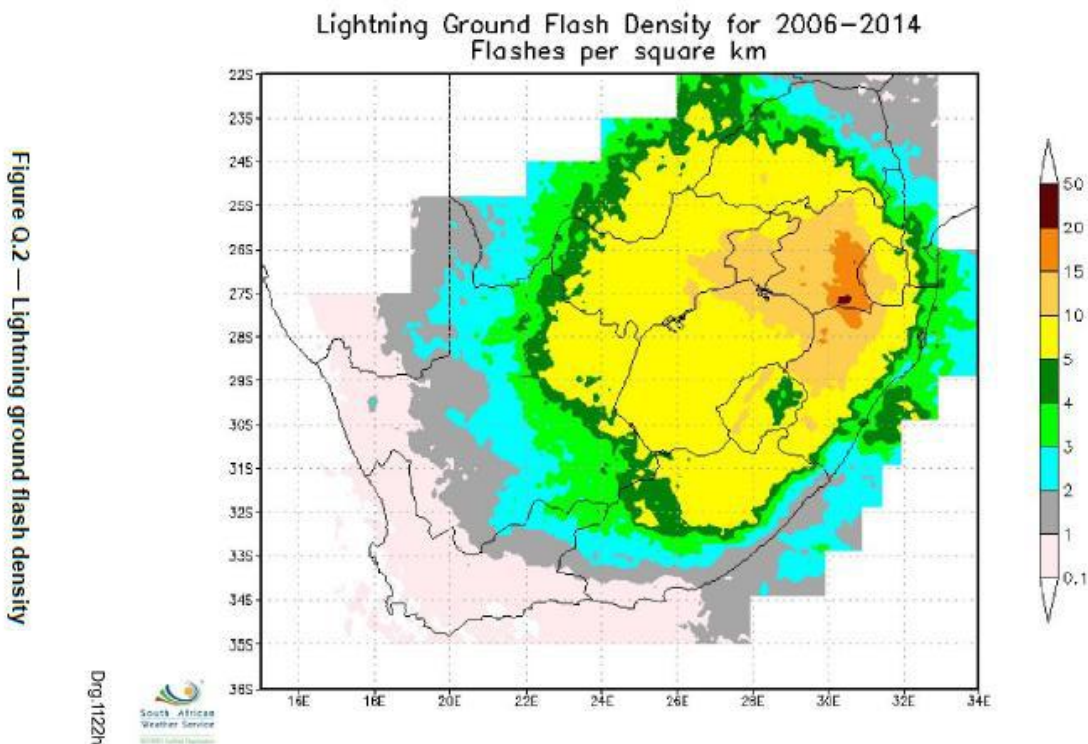 Lightning Ground Flash Density for 2006-2014
Flashes per square km
22S
23S
24S
25S
26S
27S
28S
29S
30S
31S
32S
33S
34S
35S
36S
16E
18E
20E
22E
24E
26E
28E
30E
32E
34E
50
20
15
10
5
4
3
2
1
0.1
Figure Q.2 — Lightning ground flash density
Drg.1122h
South African
Weather Service